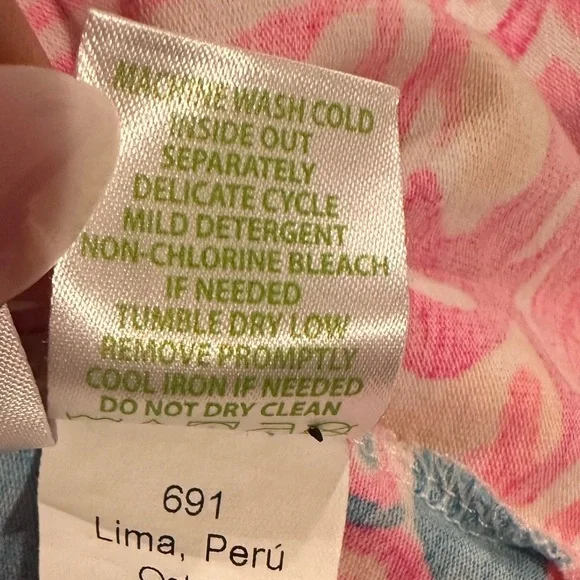 MACHINE WASH COLD
INSIDE OUT
SEPARATELY
DELICATE CYCLE
MILD DETERGENT
NON-CHLORINE BLEACH
IF NEEDED
TUMBLE DRY LOW
REMOVE PROMPTLY
COOL IRON IF NEEDED
DO NOT DRY CLEAN
691
Lima, Perú